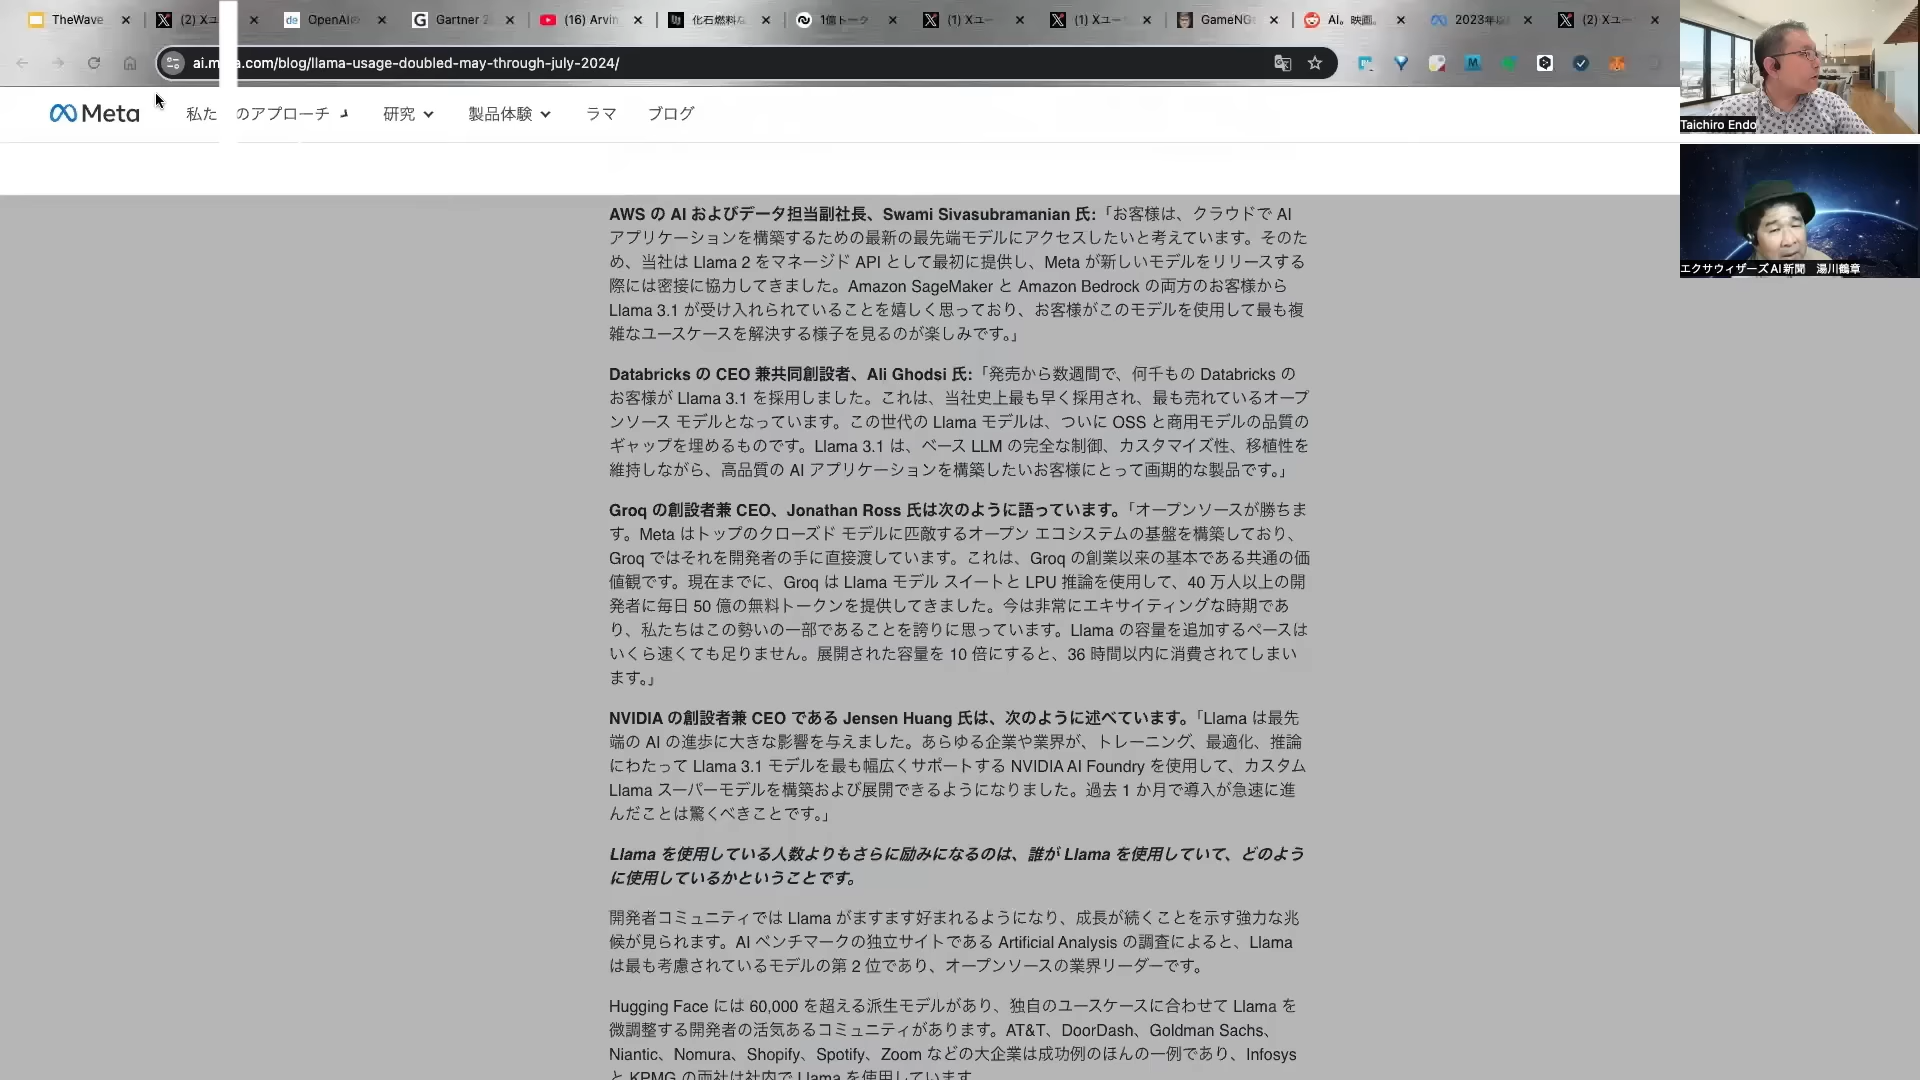 TheWave
(2) Xユー
OpenAIの
Gartner 2
(16) Arvin
化石燃料な
1億トーク
(1) Xユー
(1) Xユー
GameNG
AI。映画。
2023年以
(2) Xユー
.com/blog/llama-usage-doubled-may-through-july-2024/
Meta
私た
のアプローチ
研究
製品体験
ラマ
ブログ
Taichiro Endo
エクサウィザーズAI新聞 湯川鶴章
AWS の AI およびデータ担当副社長、Swami Sivasubramanian 氏:「お客様は、クラウドで AI
アプリケーションを構築するための最新の最先端モデルにアクセスしたいと考えています。そのた
め、当社は Llama 2 をマネージド API として最初に提供し、Meta が新しいモデルをリリースする
際には密接に協力してきました。Amazon SageMaker と Amazon Bedrock の両方のお客様から
Llama 3.1 が受け入れられていることを嬉しく思っており、お客様がこのモデルを使用して最も複
雑なユースケースを解決する様子を見るのが楽しみです。」
Databricks の CEO 兼共同創設者、Ali Ghodsi 氏:「発売から数週間で、何千もの Databricks の
お客様が Llama 3.1 を採用しました。これは、当社史上最も早く採用され、最も売れているオープ
ンソース モデルとなっています。この世代の Llama モデルは、ついに OSS と商用モデルの品質の
ギャップを埋めるものです。Llama 3.1 は、ベース LLM の完全な制御、カスタマイズ性、移植性を
維持しながら、高品質の AI アプリケーションを構築したいお客様にとって画期的な製品です。」
Groq の創設者兼 CEO、Jonathan Ross 氏は次のように語っています。「オープンソースが勝ちま
す。Meta はトップのクローズド モデルに匹敵するオープン エコシステムの基盤を構築しており、
Groq ではそれを開発者の手に直接渡しています。これは、Groq の創業以来の基本である共通の価
値観です。現在までに、Groq は Llama モデル スイートと LPU 推論を使用して、40 万人以上の開
発者に毎日 50 億の無料トークンを提供してきました。今は非常にエキサイティングな時期であ
り、私たちはこの勢いの一部であることを誇りに思っています。Llama の容量を追加するペースは
いくら速くても足りません。展開された容量を 10 倍にすると、36 時間以内に消費されてしまい
ます。」
NVIDIA の創設者兼 CEO である Jensen Huang 氏は、次のように述べています。「Llama は最先
端の AI の進歩に大きな影響を与えました。あらゆる企業や業界が、トレーニング、最適化、推論
にわたって Llama 3.1 モデルを最も幅広くサポートする NVIDIA AI Foundry を使用して、カスタム
Llama スーパーモデルを構築および展開できるようになりました。過去 1 か月で導入が急速に進
んだことは驚くべきことです。」
Llama を使用している人数よりもさらに励みになるのは、誰が Llama を使用していて、どのよう
に使用しているかということです。
開発者コミュニティでは Llama がますます好まれるようになり、成長が続くことを示す強力な兆
候が見られます。AI ベンチマークの独立サイトである Artificial Analysis の調査によると、Llama
は最も考慮されているモデルの第 2 位であり、オープンソースの業界リーダーです。
Hugging Face には 60,000 を超える派生モデルがあり、独自のユースケースに合わせて Llama を
微調整する開発者の活気あるコミュニティがあります。AT&T、DoorDash、Goldman Sachs、
Niantic、Nomura、Shopify、Spotify、Zoom などの大企業は成功例のほんの一例であり、Infosys
と KPMG の両社は社内で Llama を使用しています。